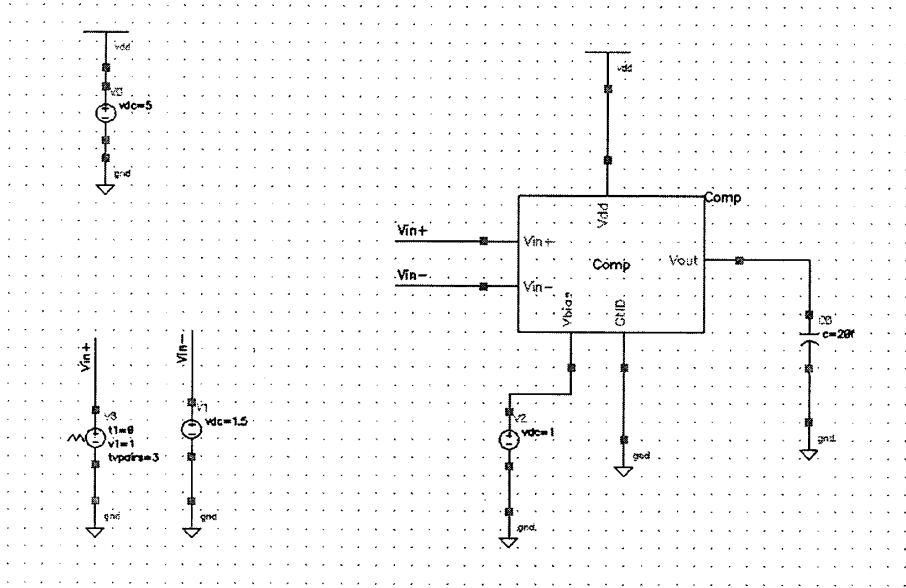 vdd
V0
vdc=5
gnd
vdd
Comp
Vdd
Vin+
Vin+
Comp
Vout
Vin-
Vin-
Vbias
GND
C0
c=20f
gnd
V2
vdc=1
gnd
gnd
Vin+
Vin-
V3
t1=0
v1=1
tvpairs=3
gnd
V1
vdc=1.5
gnd